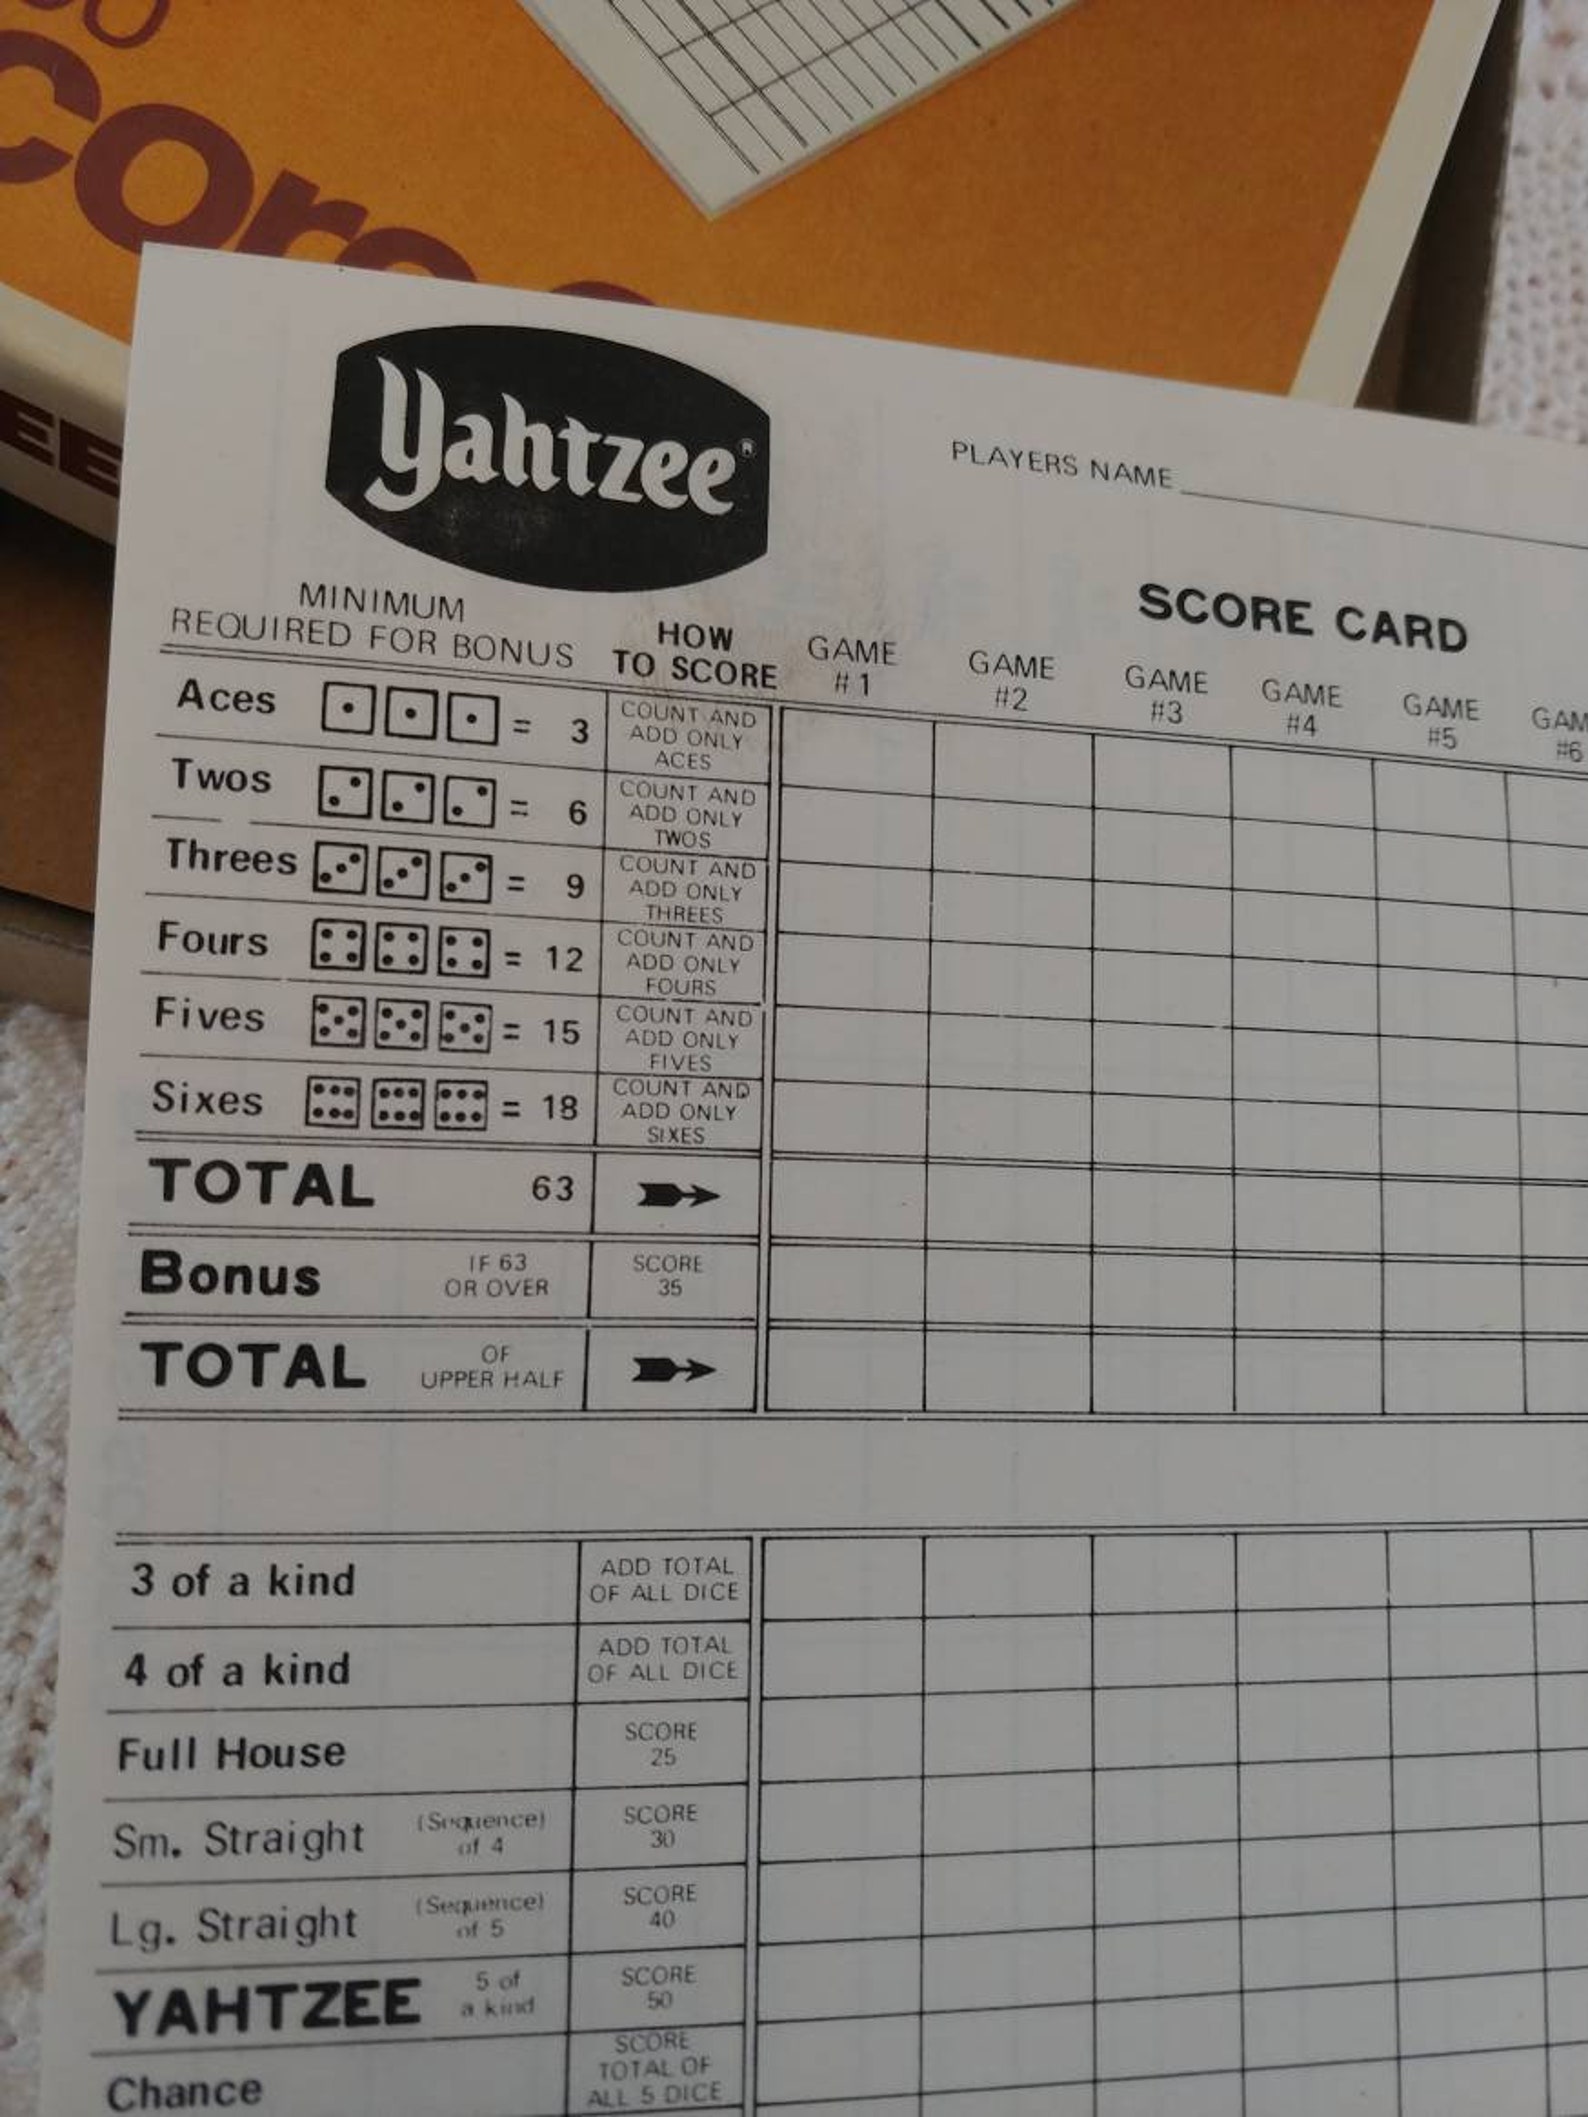 core
EE
Yahtzee®
PLAYERS NAME
SCORE CARD
MINIMUM
REQUIRED FOR BONUS
HOW
TO SCORE
GAME
#1
GAME
#2
GAME
#3
GAME
#4
GAME
#5
GAM
#6
Aces = 3
COUNT AND
ADD ONLY
ACES
Twos = 6
COUNT AND
ADD ONLY
TWOS
Threes = 9
COUNT AND
ADD ONLY
THREES
Fours = 12
COUNT AND
ADD ONLY
FOURS
Fives = 15
COUNT AND
ADD ONLY
FIVES
Sixes = 18
COUNT AND
ADD ONLY
SIXES
TOTAL 63
Bonus
IF 63
OR OVER
SCORE
35
TOTAL
OF
UPPER HALF
3 of a kind
ADD TOTAL
OF ALL DICE
4 of a kind
ADD TOTAL
OF ALL DICE
Full House
SCORE
25
Sm. Straight
(Sequence)
of 4
SCORE
30
Lg. Straight
(Sequence)
of 5
SCORE
40
YAHTZEE
5 of
a kind
SCORE
50
Chance
SCORE
TOTAL OF
ALL 5 DICE